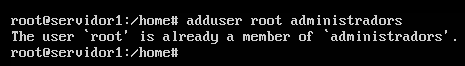 root@servidor1:/home# adduser root administradors
The user `root' is already a member of `administradors'.
root@servidor1:/home#